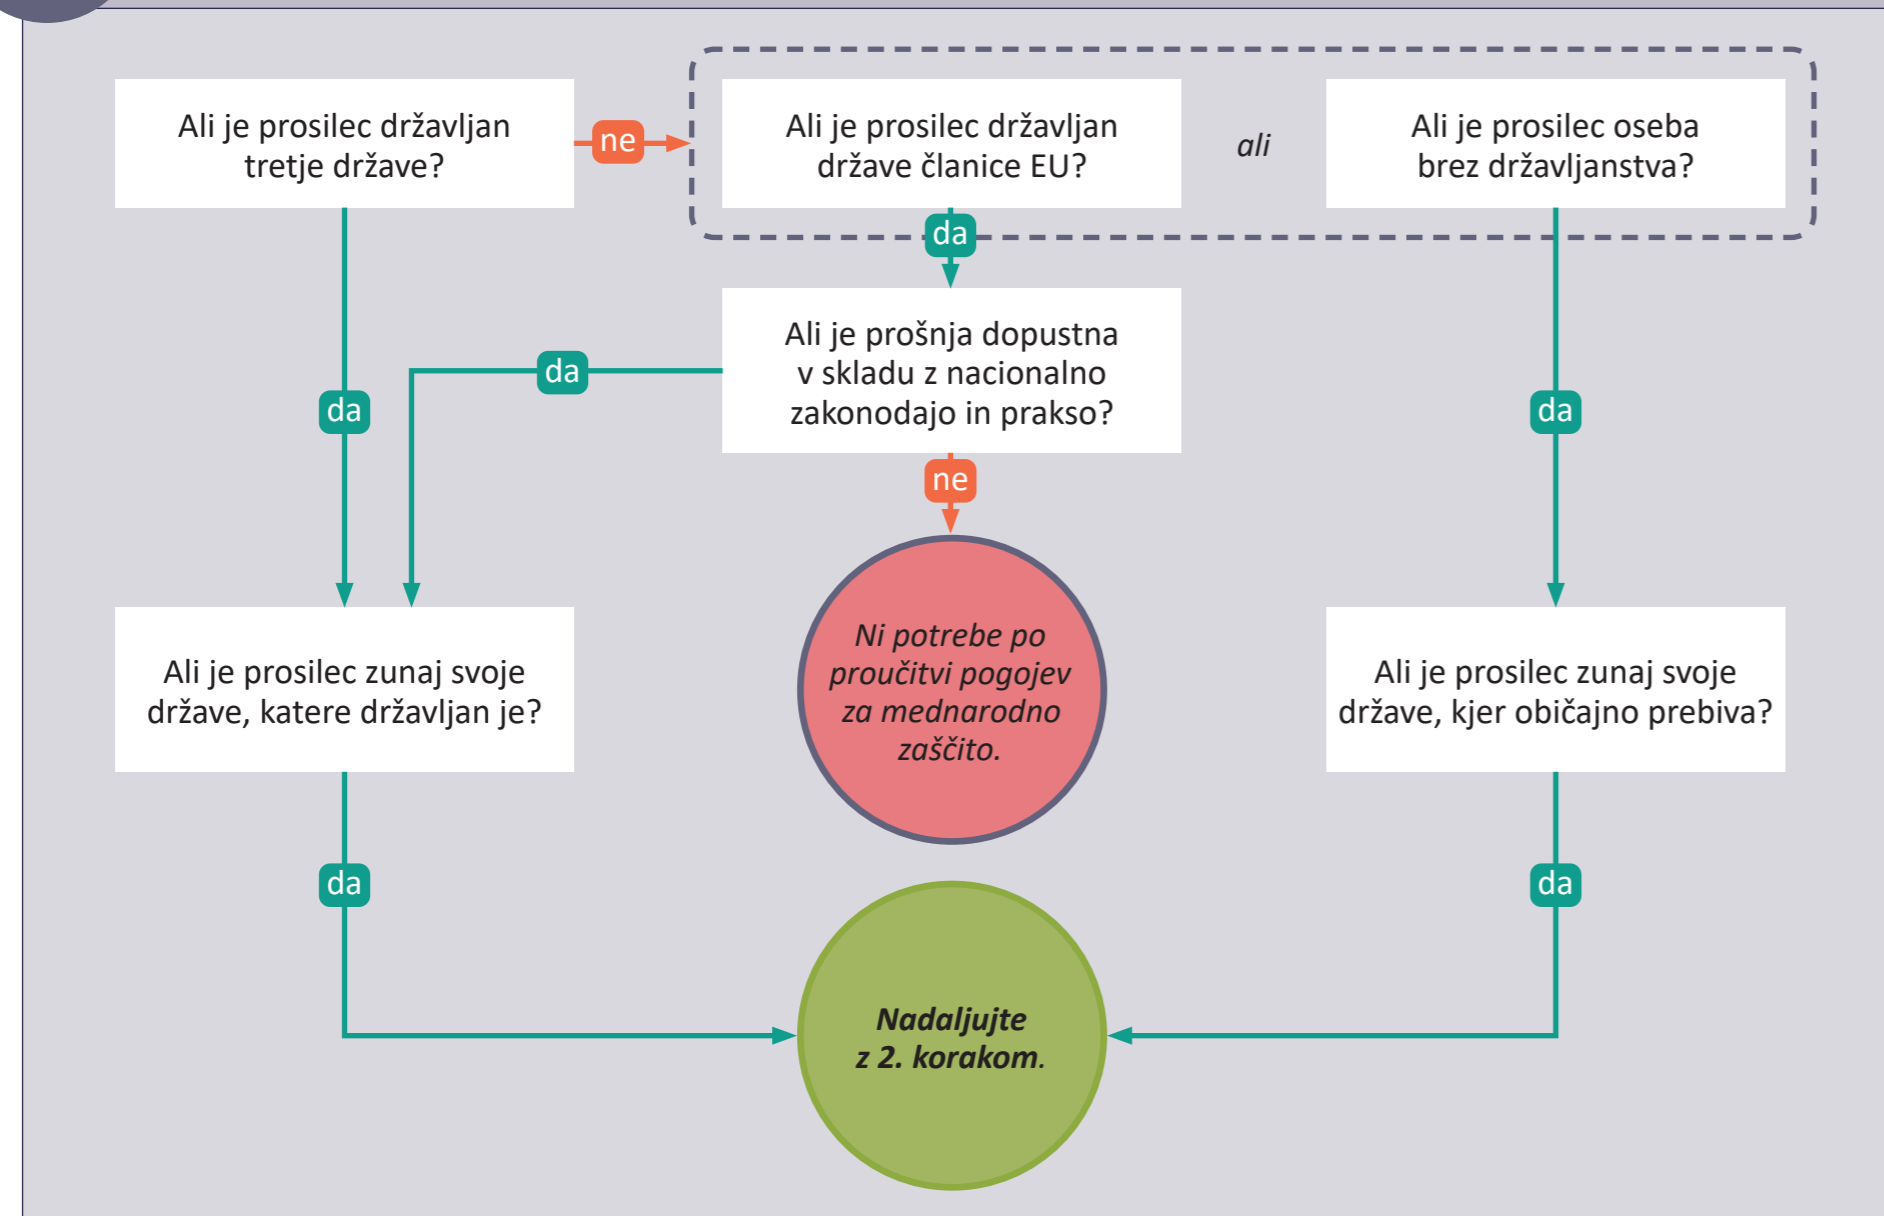 Ali je prosilec državljan
tretje države?
ne
Ali je prosilec državljan
države članice EU?
ali
Ali je prosilec oseba
brez državljanstva?
da
Ali je prošnja dopustna
v skladu z nacionalno
zakonodajo in prakso?
da
da
da
ne
Ni potrebe po
proučitvi pogojev
za mednarodno
zaščito.
Ali je prosilec zunaj svoje
države, katere državljan je?
Ali je prosilec zunaj svoje
države, kjer običajno prebiva?
da
da
Nadaljujte
z 2. korakom.